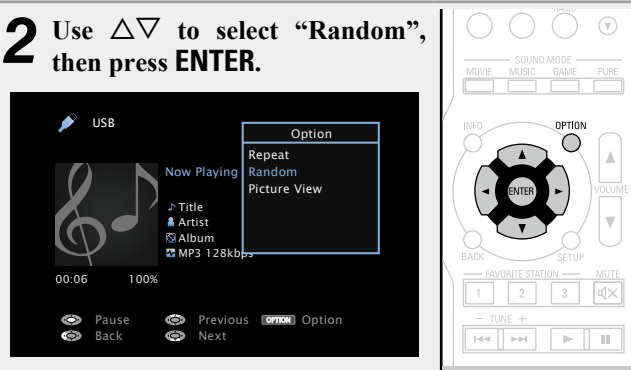 2 Use △▽ to select “Random”,
then press ENTER.
USB
Option
Repeat
Random
Picture View
Now Playing
Title
Artist
Album
MP3 128kbps
00:06 100%
Pause Previous OPTION Option
Back Next
SOUND MODE
MOVIE MUSIC GAME PURE
INFO OPTION
ENTER
VOLUME
BACK SETUP
FAVORITE STATION MUTE
1 2 3
− TUNE +